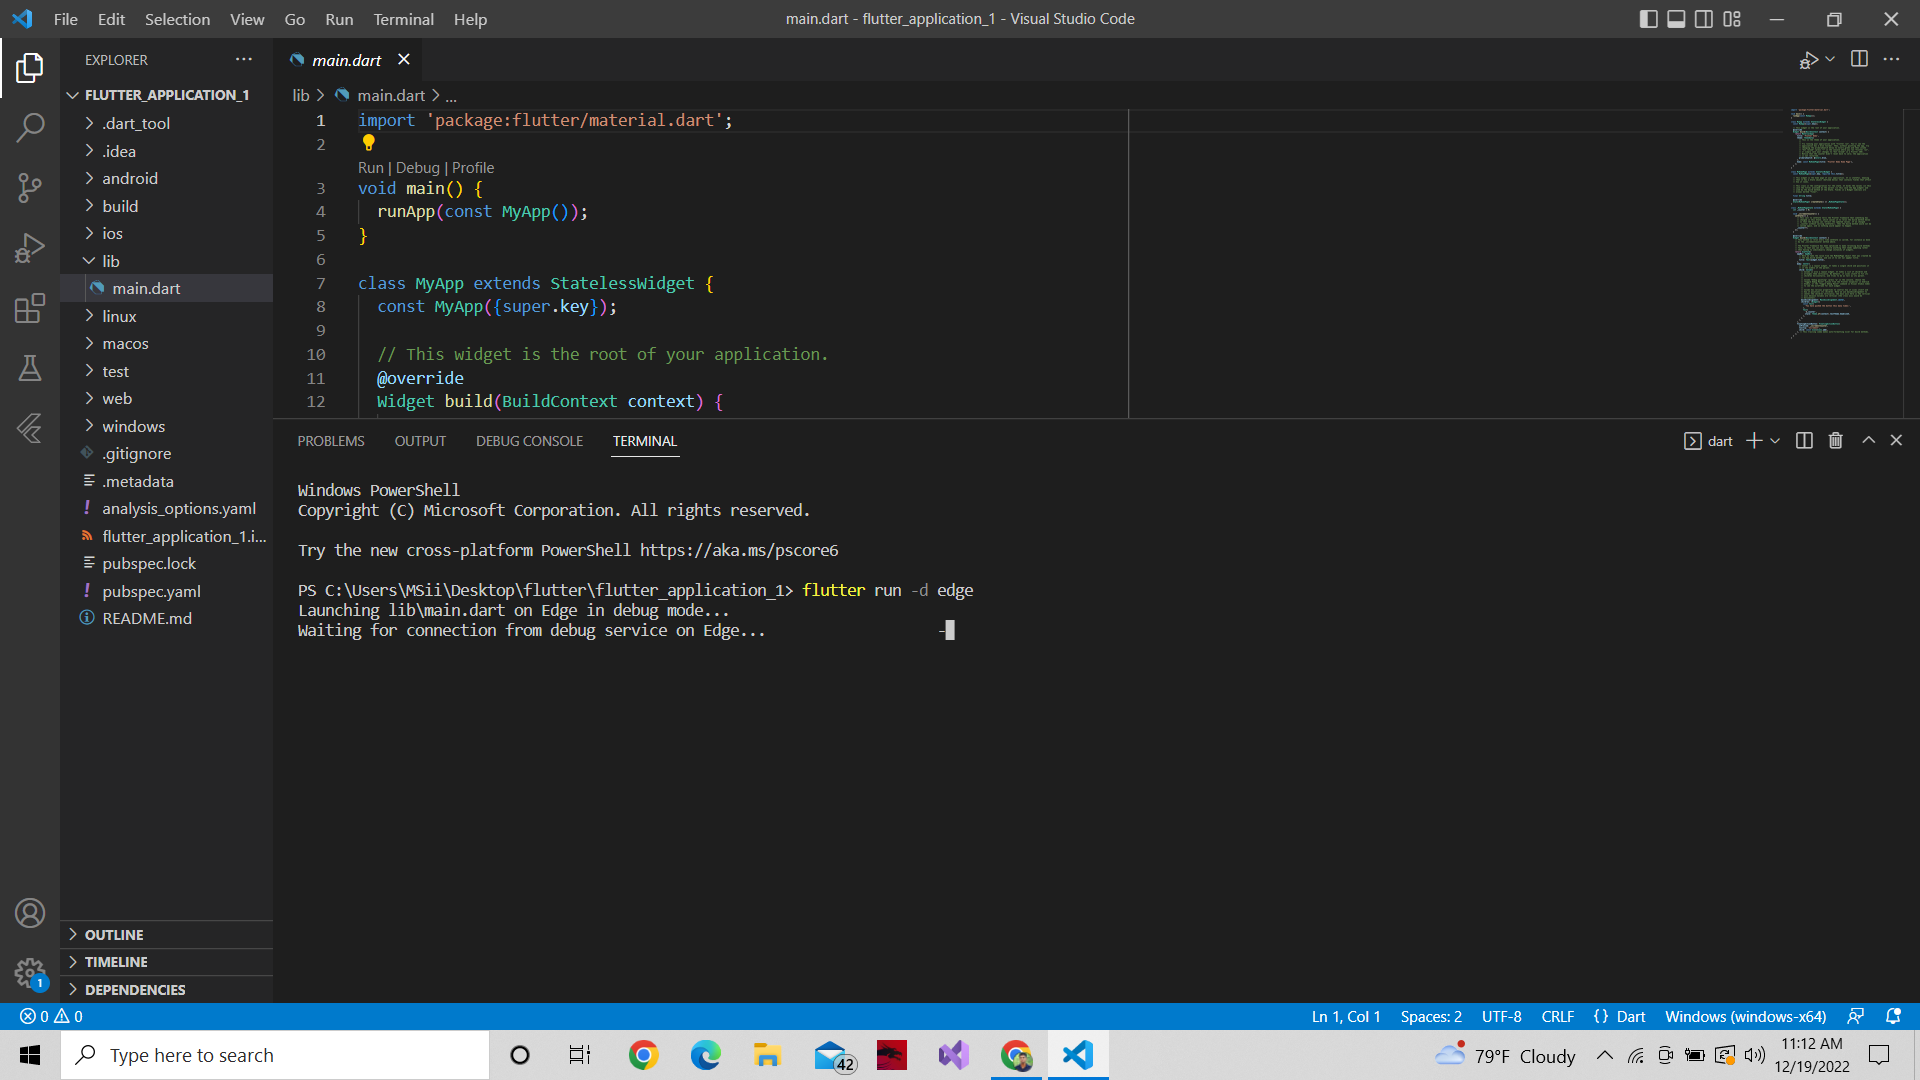 File Edit Selection View Go Run Terminal Help
main.dart - flutter_application_1 - Visual Studio Code
EXPLORER
FLUTTER_APPLICATION_1
.dart_tool
.idea
android
build
ios
lib
main.dart
linux
macos
test
web
windows
.gitignore
.metadata
analysis_options.yaml
flutter_application_1.i...
pubspec.lock
pubspec.yaml
README.md
OUTLINE
TIMELINE
DEPENDENCIES
1
main.dart
lib > main.dart > ...
1 import 'package:flutter/material.dart';
2
Run | Debug | Profile
3 void main() {
4 runApp(const MyApp());
5 }
6
7 class MyApp extends StatelessWidget {
8 const MyApp({super.key});
9
10 // This widget is the root of your application.
11 @override
12 Widget build(BuildContext context) {
PROBLEMS OUTPUT DEBUG CONSOLE TERMINAL
dart
Windows PowerShell
Copyright (C) Microsoft Corporation. All rights reserved.
Try the new cross-platform PowerShell https://aka.ms/pscore6
PS C:\Users\MSii\Desktop\flutter\flutter_application_1> flutter run -d edge
Launching lib\main.dart on Edge in debug mode...
Waiting for connection from debug service on Edge... -
0 0
Ln 1, Col 1 Spaces: 2 UTF-8 CRLF {} Dart Windows (windows-x64)
Type here to search
42
79°F Cloudy
11:12 AM
12/19/2022